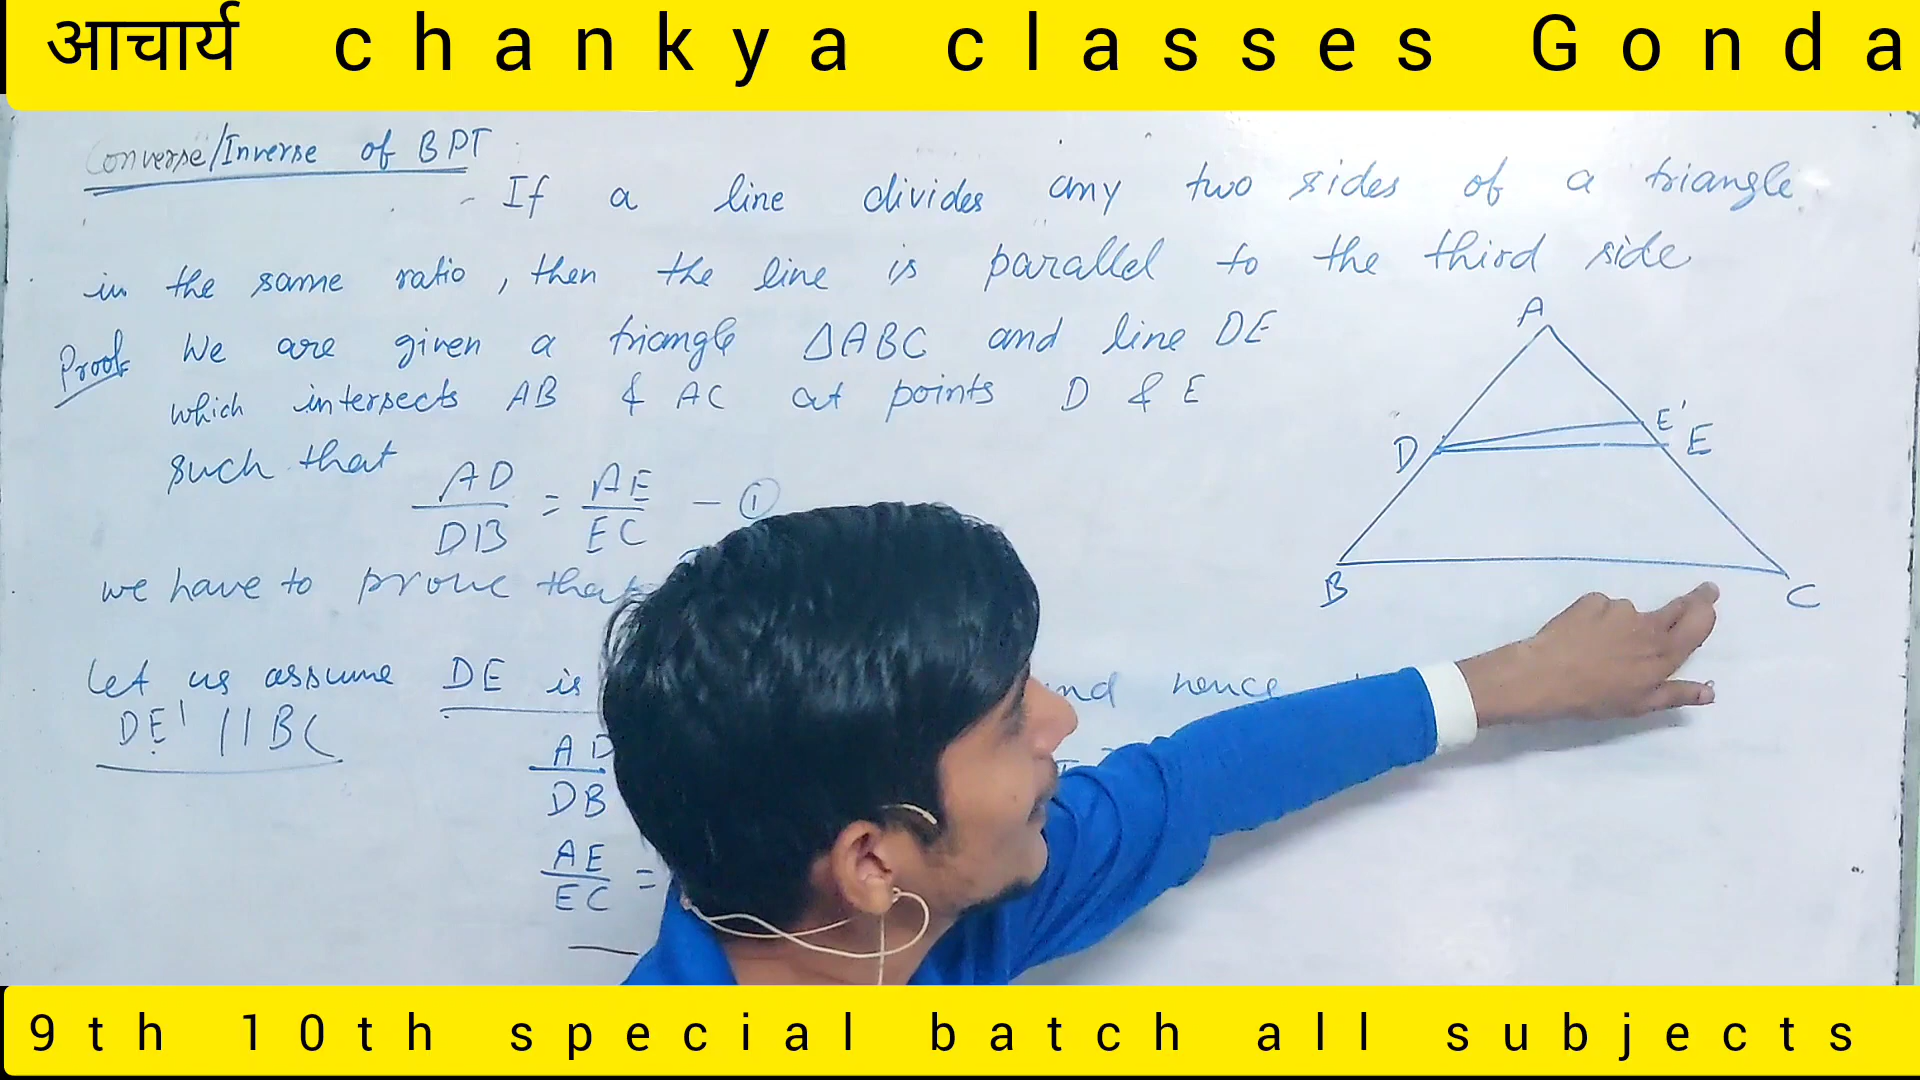 आचार्य chankya classes Gonda
Converse/Inverse of BPT
- If a line divides any two sides of a triangle
in the same ratio, then the line is parallel to the third side
Proof We are given a triangle ΔABC and line DE
which intersects AB & AC at points D & E
such that
AD/DB = AE/EC - ①
we have to prove that
Let us assume DE is and hence
DE' || BC
AD
DB
AE
EC =
A
D
E'
E
B
C
9th 10th special batch all subjects